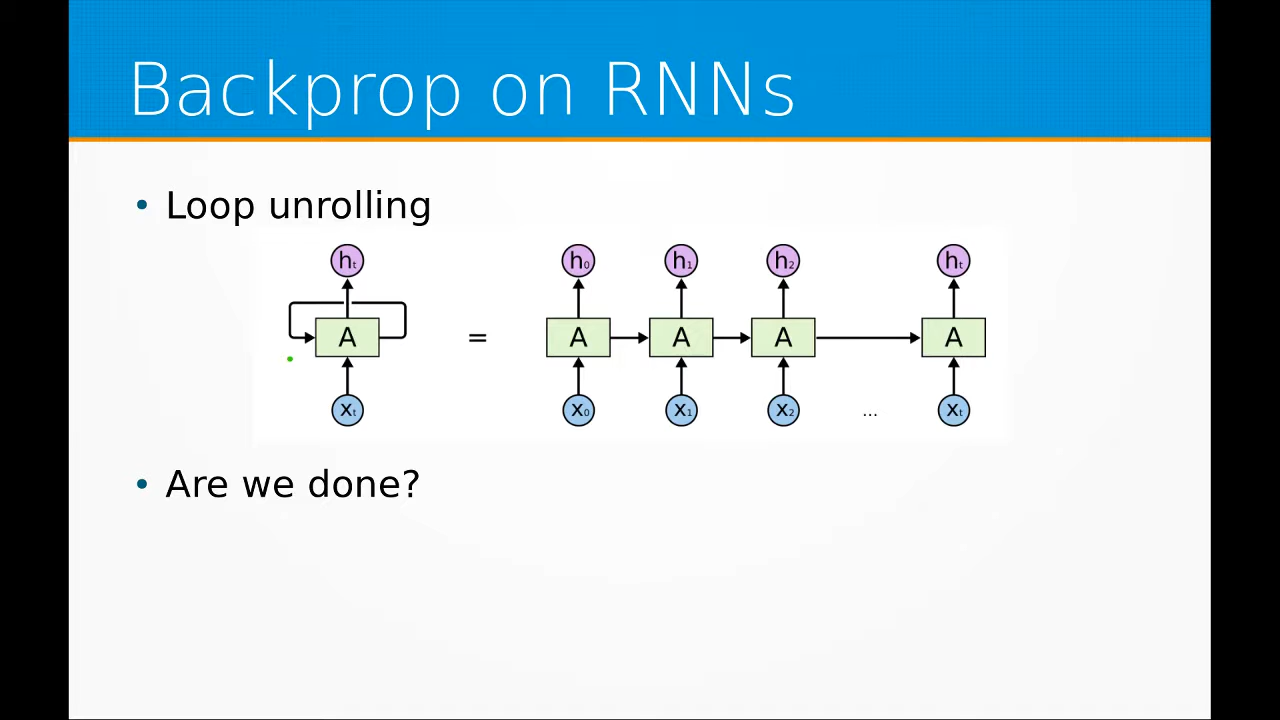 Backprop on RNNs
• Loop unrolling
ht h0 h1 h2 ht
A = A A A A
xt x0 x1 x2 ... xt
• Are we done?